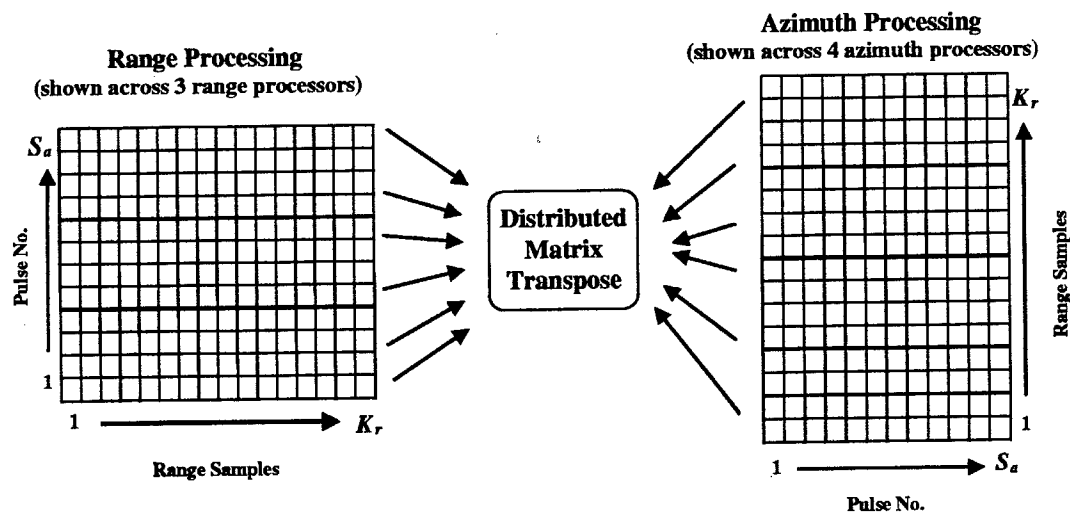 Range Processing
(shown across 3 range processors)
Sₐ
Pulse No.
1
1
Kᵣ
Range Samples
Distributed
Matrix
Transpose
Azimuth Processing
(shown across 4 azimuth processors)
Kᵣ
Range Samples
1
1
Sₐ
Pulse No.